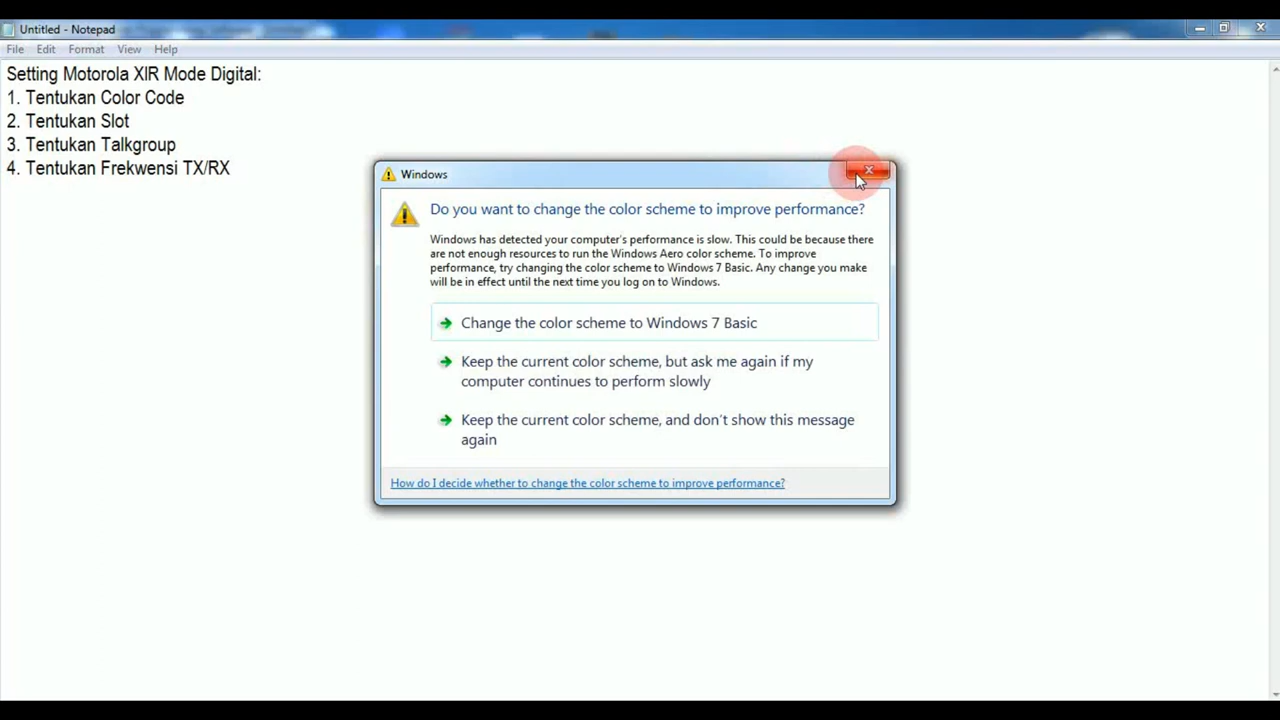 Untitled - Notepad
File Edit Format View Help
Setting Motorola XIR Mode Digital:
1. Tentukan Color Code
2. Tentukan Slot
3. Tentukan Talkgroup
4. Tentukan Frekwensi TX/RX
Windows
Do you want to change the color scheme to improve performance?
Windows has detected your computer's performance is slow. This could be because there
are not enough resources to run the Windows Aero color scheme. To improve
performance, try changing the color scheme to Windows 7 Basic. Any change you make
will be in effect until the next time you log on to Windows.
Change the color scheme to Windows 7 Basic
Keep the current color scheme, but ask me again if my
computer continues to perform slowly
Keep the current color scheme, and don't show this message
again
How do I decide whether to change the color scheme to improve performance?